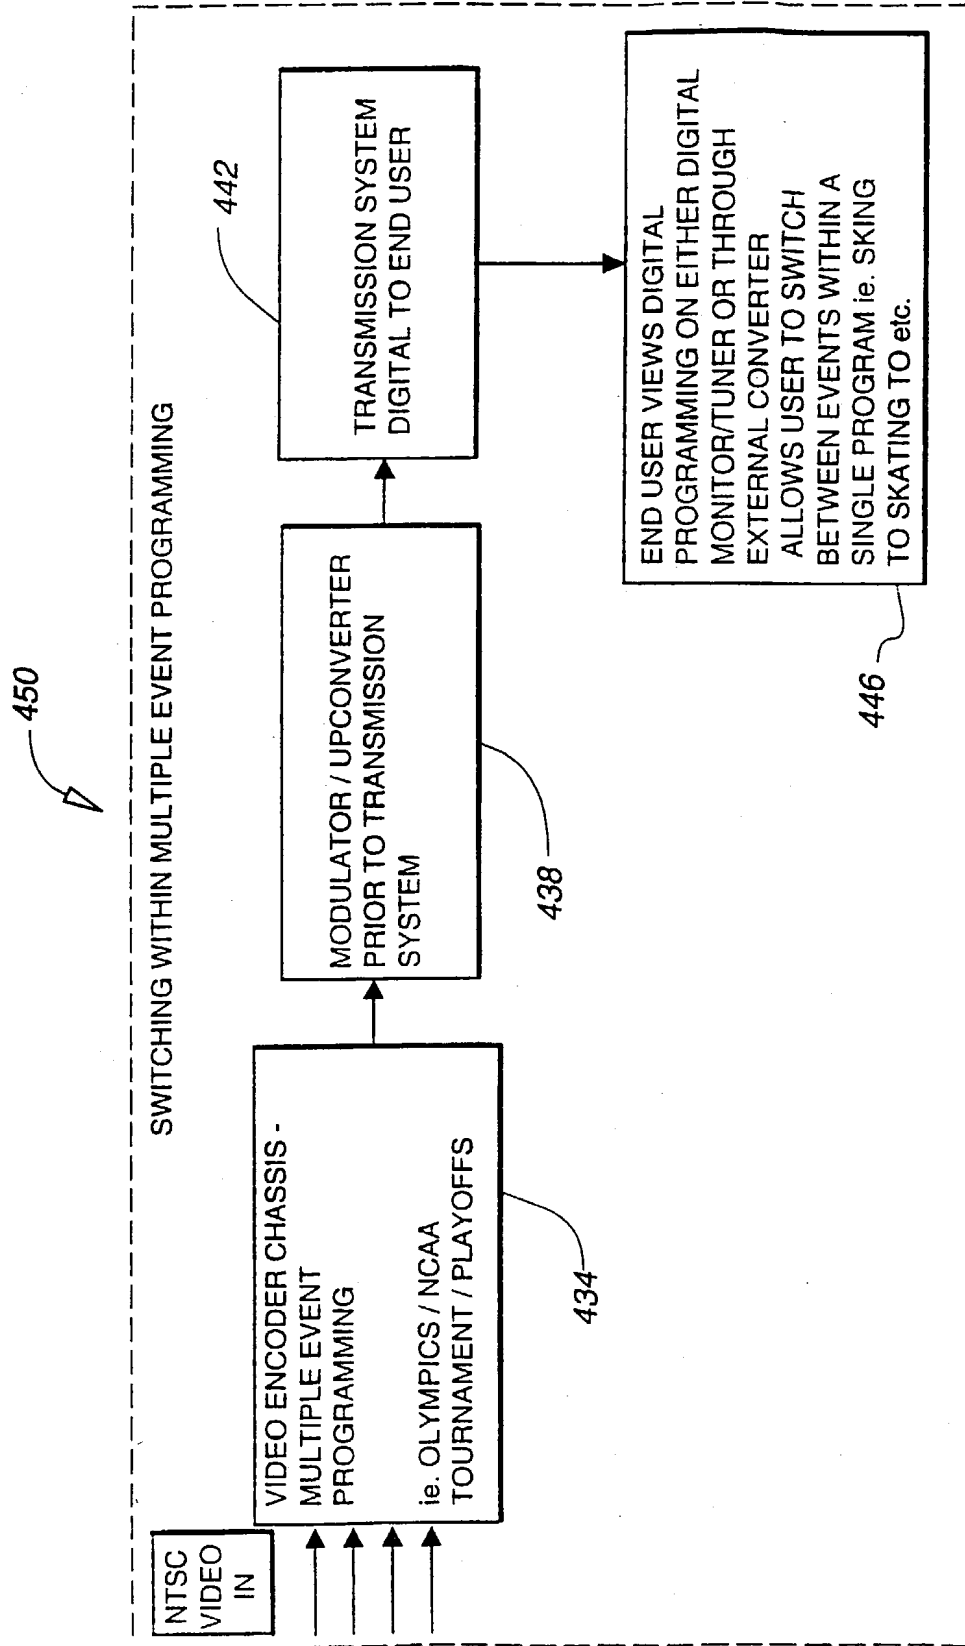 450
SWITCHING WITHIN MULTIPLE EVENT PROGRAMMING
NTSC
VIDEO
IN
VIDEO ENCODER CHASSIS -
MULTIPLE EVENT
PROGRAMMING
ie. OLYMPICS / NCAA
TOURNAMENT / PLAYOFFS
434
MODULATOR / UPCONVERTER
PRIOR TO TRANSMISSION
SYSTEM
438
TRANSMISSION SYSTEM
DIGITAL TO END USER
442
END USER VIEWS DIGITAL
PROGRAMMING ON EITHER DIGITAL
MONITOR/TUNER OR THROUGH
EXTERNAL CONVERTER
ALLOWS USER TO SWITCH
BETWEEN EVENTS WITHIN A
SINGLE PROGRAM ie. SKING
TO SKATING TO etc.
446